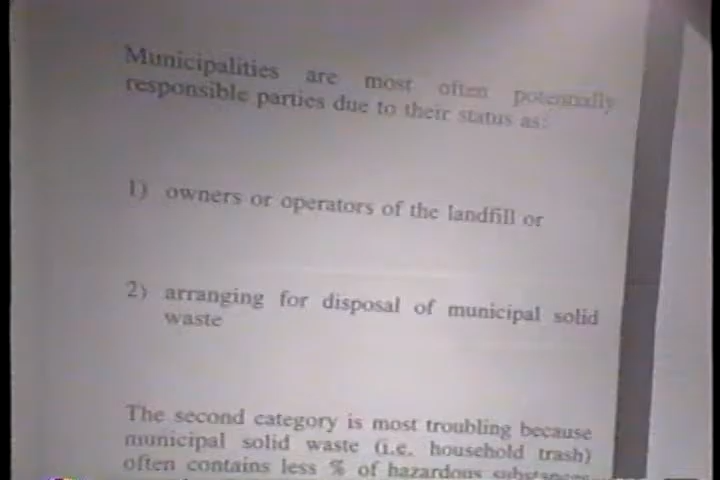 Municipalities are most often potentially
responsible parties due to their status as:
1) owners or operators of the landfill or
2) arranging for disposal of municipal solid
waste
The second category is most troubling because
municipal solid waste (i.e. household trash)
often contains less % of hazardous substances